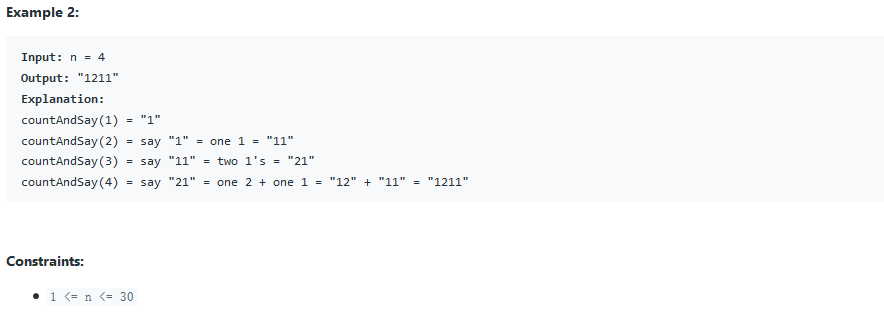 Example 2:
Input: n = 4
Output: "1211"
Explanation:
countAndSay(1) = "1"
countAndSay(2) = say "1" = one 1 = "11"
countAndSay(3) = say "11" = two 1's = "21"
countAndSay(4) = say "21" = one 2 + one 1 = "12" + "11" = "1211"
Constraints:
• 1 <= n <= 30